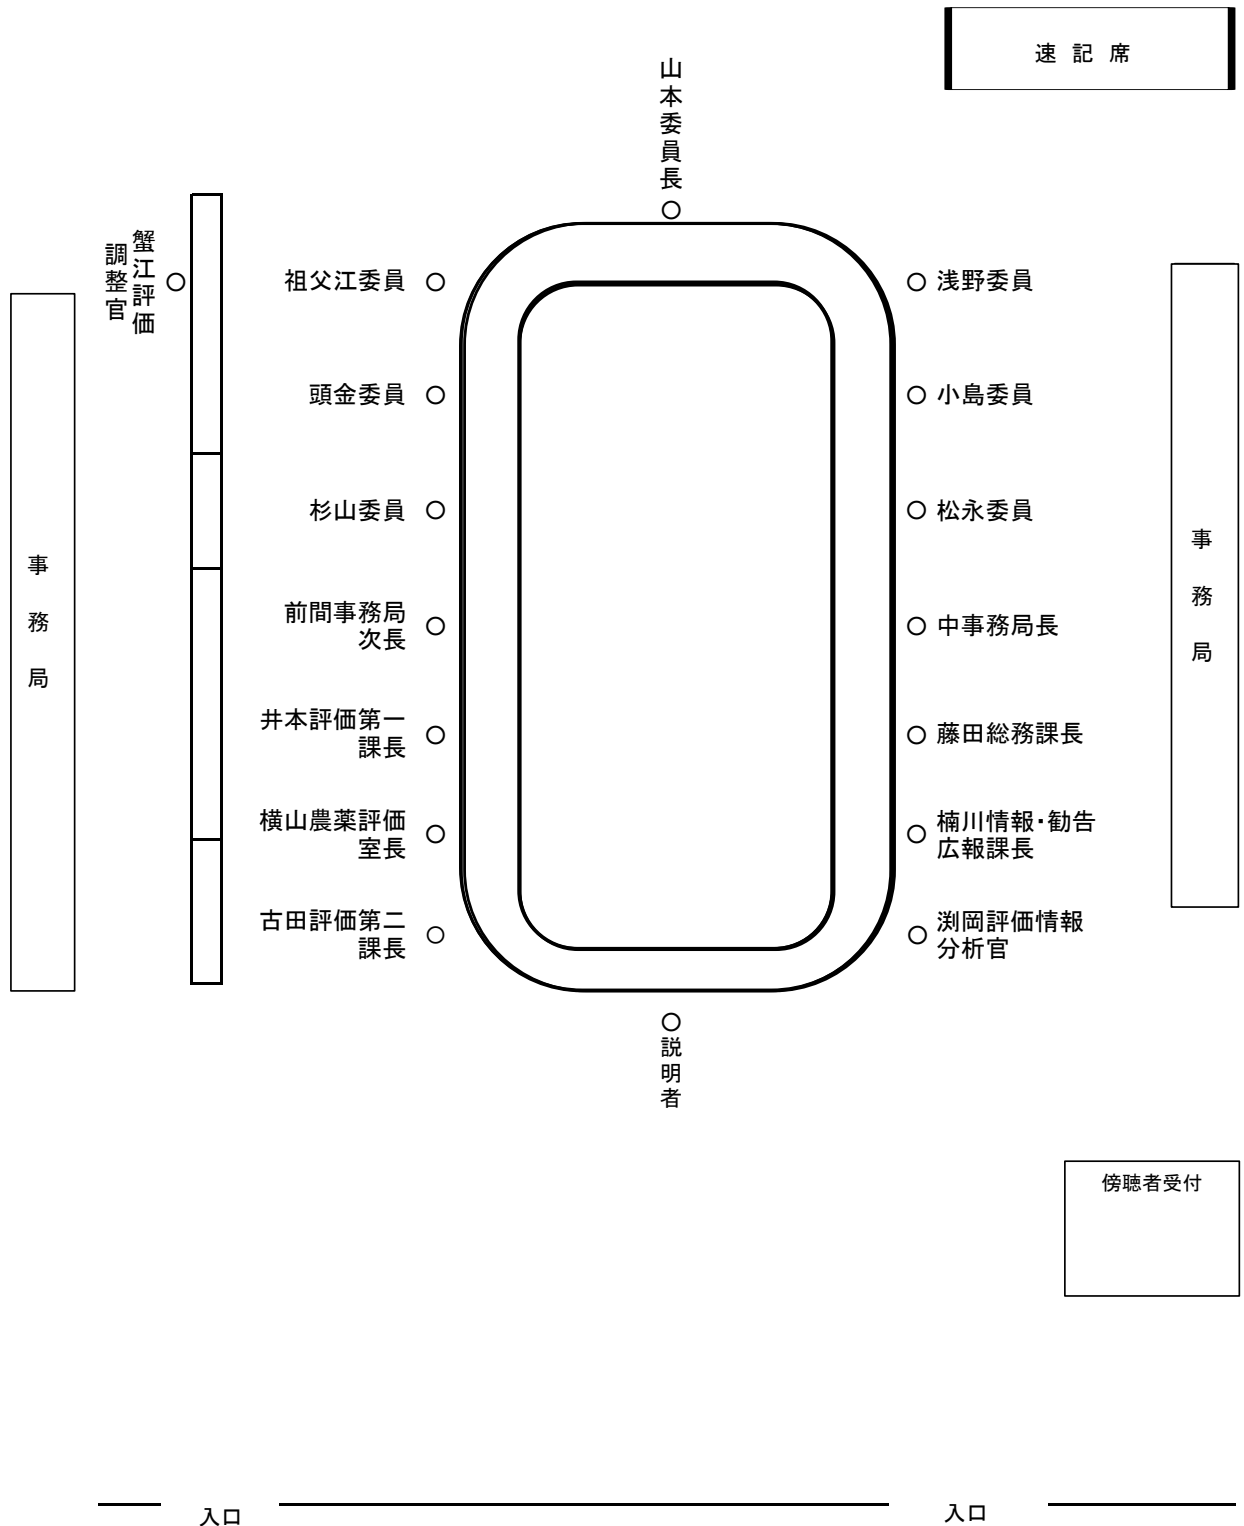 速記席
山本委員長
蟹江評価
調整官
祖父江委員
浅野委員
頭金委員
小島委員
杉山委員
松永委員
事務局
事務局
前間事務局
次長
中事務局長
井本評価第一
課長
藤田総務課長
横山農薬評価
室長
楠川情報・勧告
広報課長
古田評価第二
課長
渕岡評価情報
分析官
説明者
傍聴者受付
入口
入口